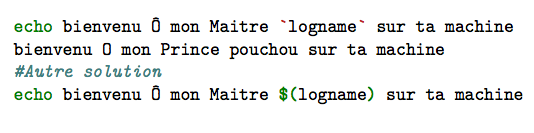 echo bienvenu Ô mon Maitre `logname` sur ta machine
bienvenu O mon Prince pouchou sur ta machine
#Autre solution
echo bienvenu Ô mon Maitre $(logname) sur ta machine